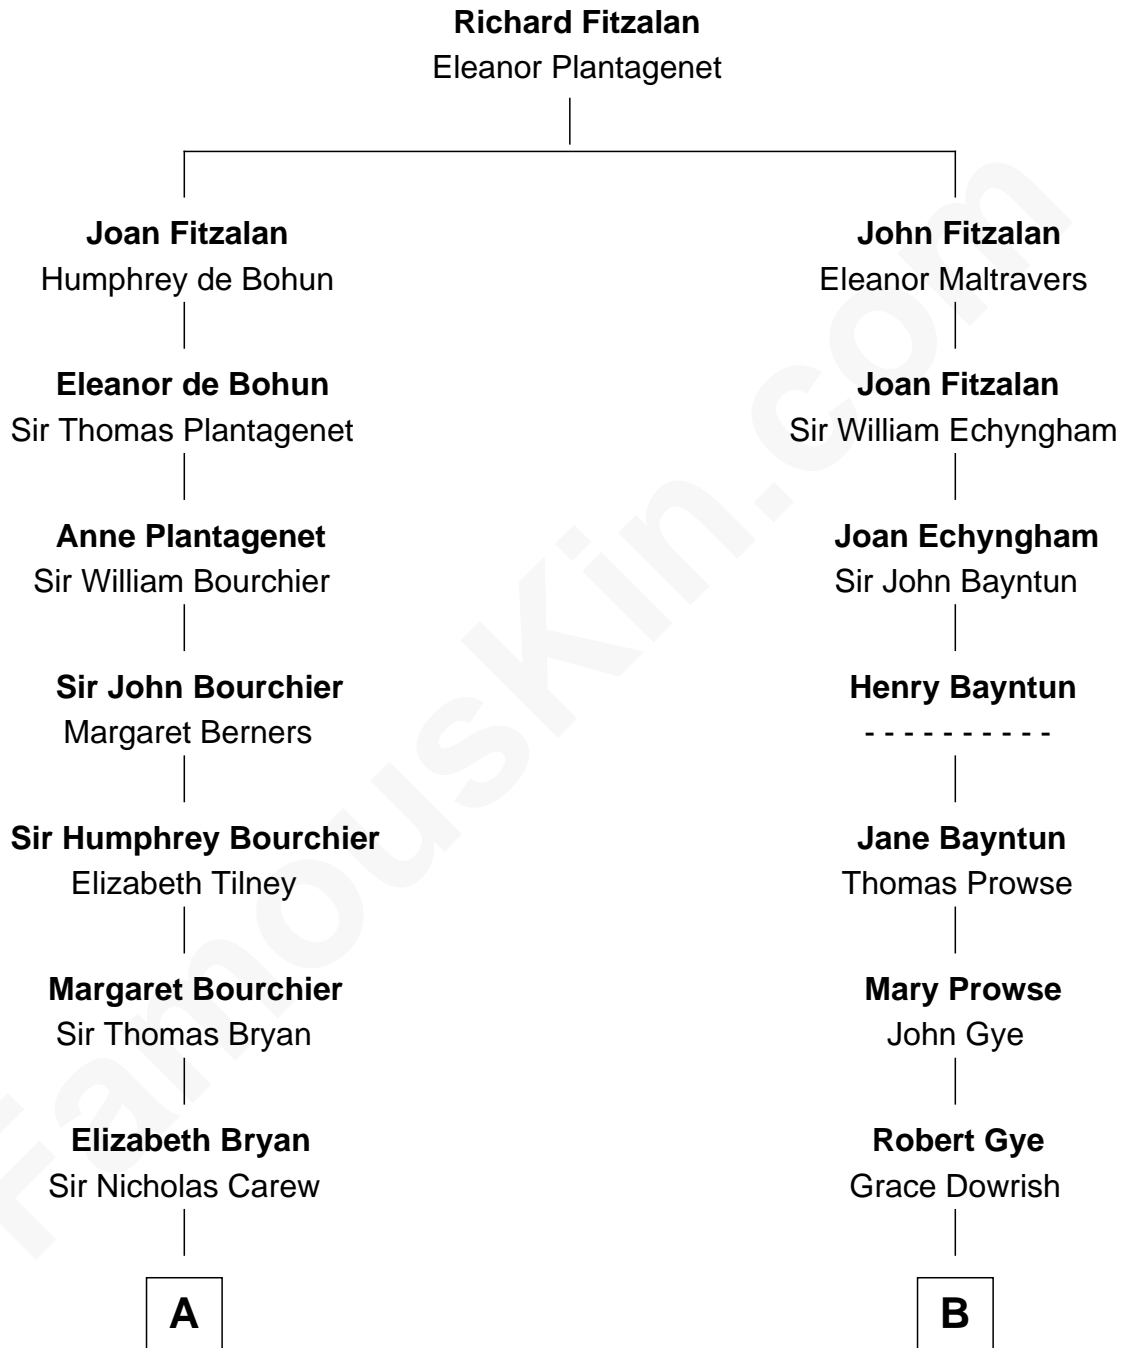 Richard Fitzalan
Eleanor Plantagenet
Joan Fitzalan
Humphrey de Bohun
John Fitzalan
Eleanor Maltravers
Eleanor de Bohun
Sir Thomas Plantagenet
Joan Fitzalan
Sir William Echyngham
Anne Plantagenet
Sir William Bourchier
Joan Echyngham
Sir John Bayntun
Sir John Bourchier
Margaret Berners
Henry Bayntun
- - - - - - - - - -
Sir Humphrey Bourchier
Elizabeth Tilney
Jane Bayntun
Thomas Prowse
Margaret Bourchier
Sir Thomas Bryan
Mary Prowse
John Gye
Elizabeth Bryan
Sir Nicholas Carew
Robert Gye
Grace Dowrish
A
B
FamousKin.com